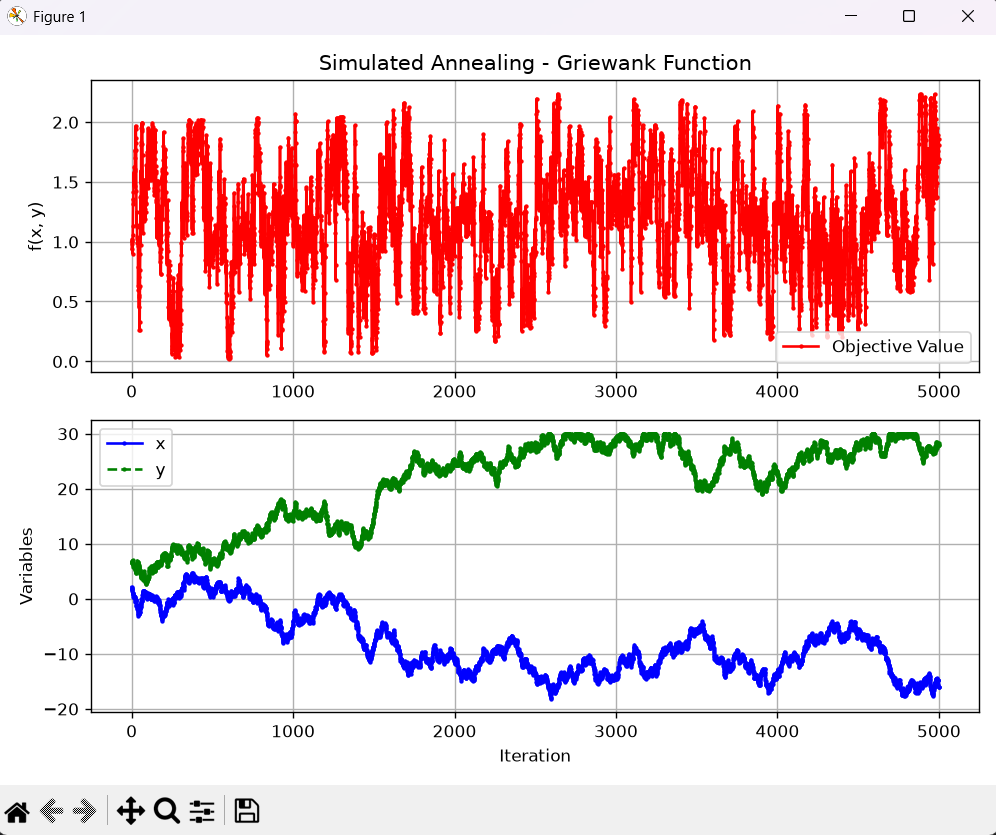 Figure 1
Simulated Annealing - Griewank Function
f(x, y)
2.0
1.5
1.0
0.5
0.0
Objective Value
0 1000 2000 3000 4000 5000
x
y
Variables
30
20
10
0
−10
−20
0 1000 2000 3000 4000 5000
Iteration